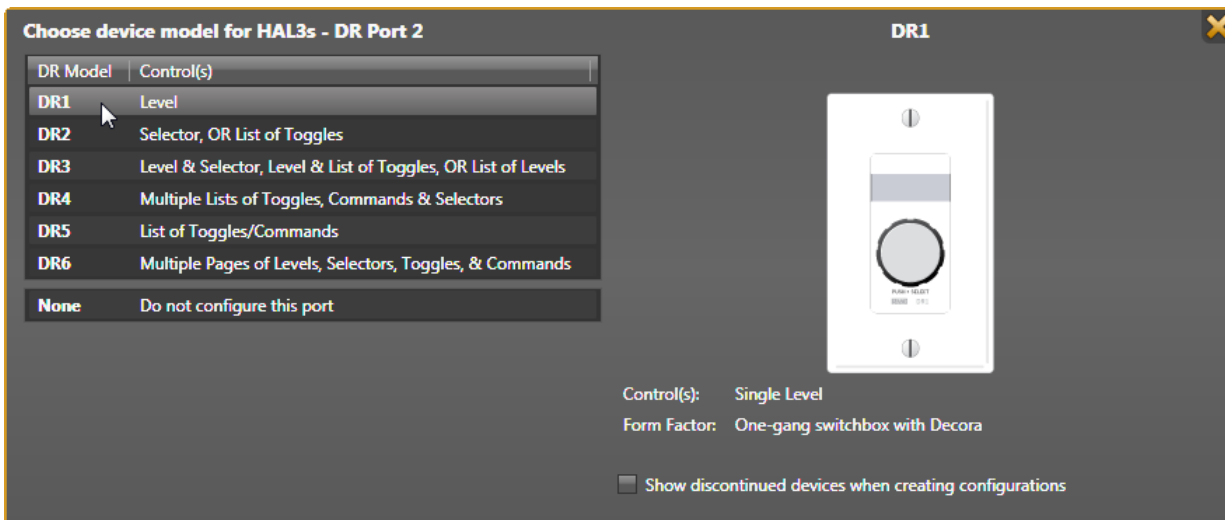 Choose device model for HAL3s - DR Port 2
DR Model Control(s)
DR1 Level
DR2 Selector, OR List of Toggles
DR3 Level & Selector, Level & List of Toggles, OR List of Levels
DR4 Multiple Lists of Toggles, Commands & Selectors
DR5 List of Toggles/Commands
DR6 Multiple Pages of Levels, Selectors, Toggles, & Commands
None Do not configure this port
DR1
PUSH • SELECT
DR1
Control(s): Single Level
Form Factor: One-gang switchbox with Decora
Show discontinued devices when creating configurations